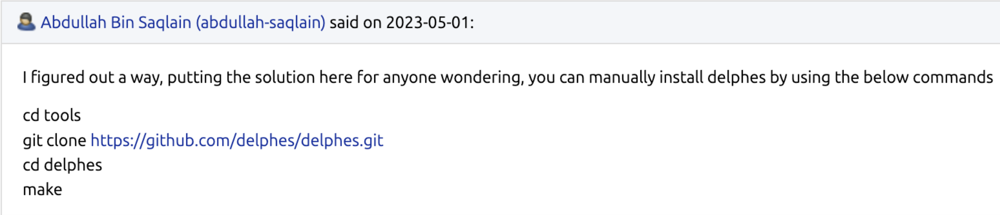 Abdullah Bin Saqlain (abdullah-saqlain) said on 2023-05-01:
I figured out a way, putting the solution here for anyone wondering, you can manually install delphes by using the below commands
cd tools
git clone https://github.com/delphes/delphes.git
cd delphes
make